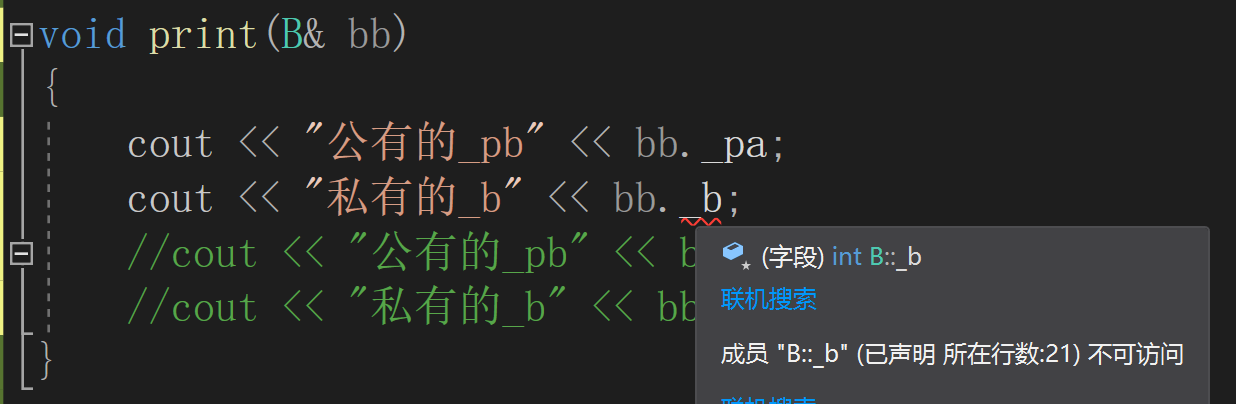 void print(B& bb)
{
cout << "公有的_pb" << bb._pa;
cout << "私有的_b" << bb._b;
//cout << "公有的_pb" << b
//cout << "私有的_b" << bb
}
(字段) int B::_b
联机搜索
成员 "B::_b" (已声明 所在行数:21) 不可访问